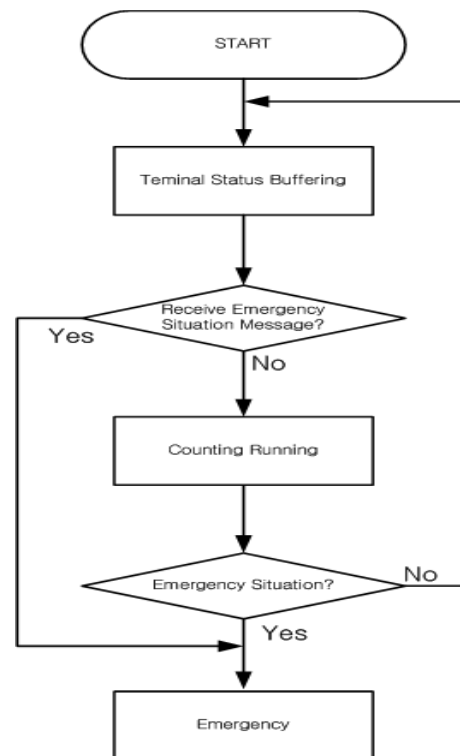 START
Teminal Status Buffering
Receive Emergency
Situation Message?
Yes
No
Counting Running
Emergency Situation?
No
Yes
Emergency